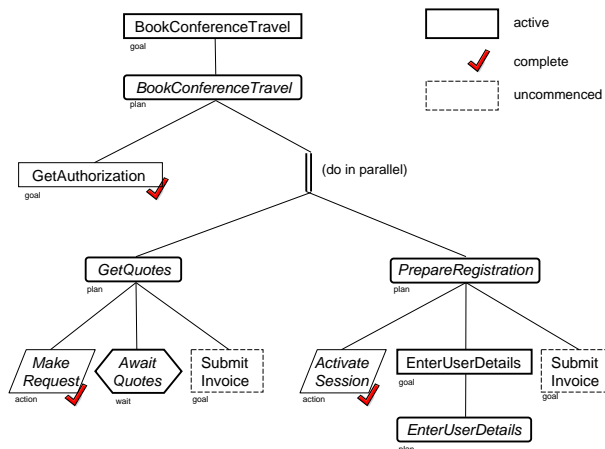 BookConferenceTravel
goal
active
BookConferenceTravel
plan
complete
uncommenced
GetAuthorization
goal
(do in parallel)
GetQuotes
plan
PrepareRegistration
plan
Make
Request
action
Await
Quotes
wait
Submit
Invoice
goal
Activate
Session
action
EnterUserDetails
goal
Submit
Invoice
goal
EnterUserDetails
plan